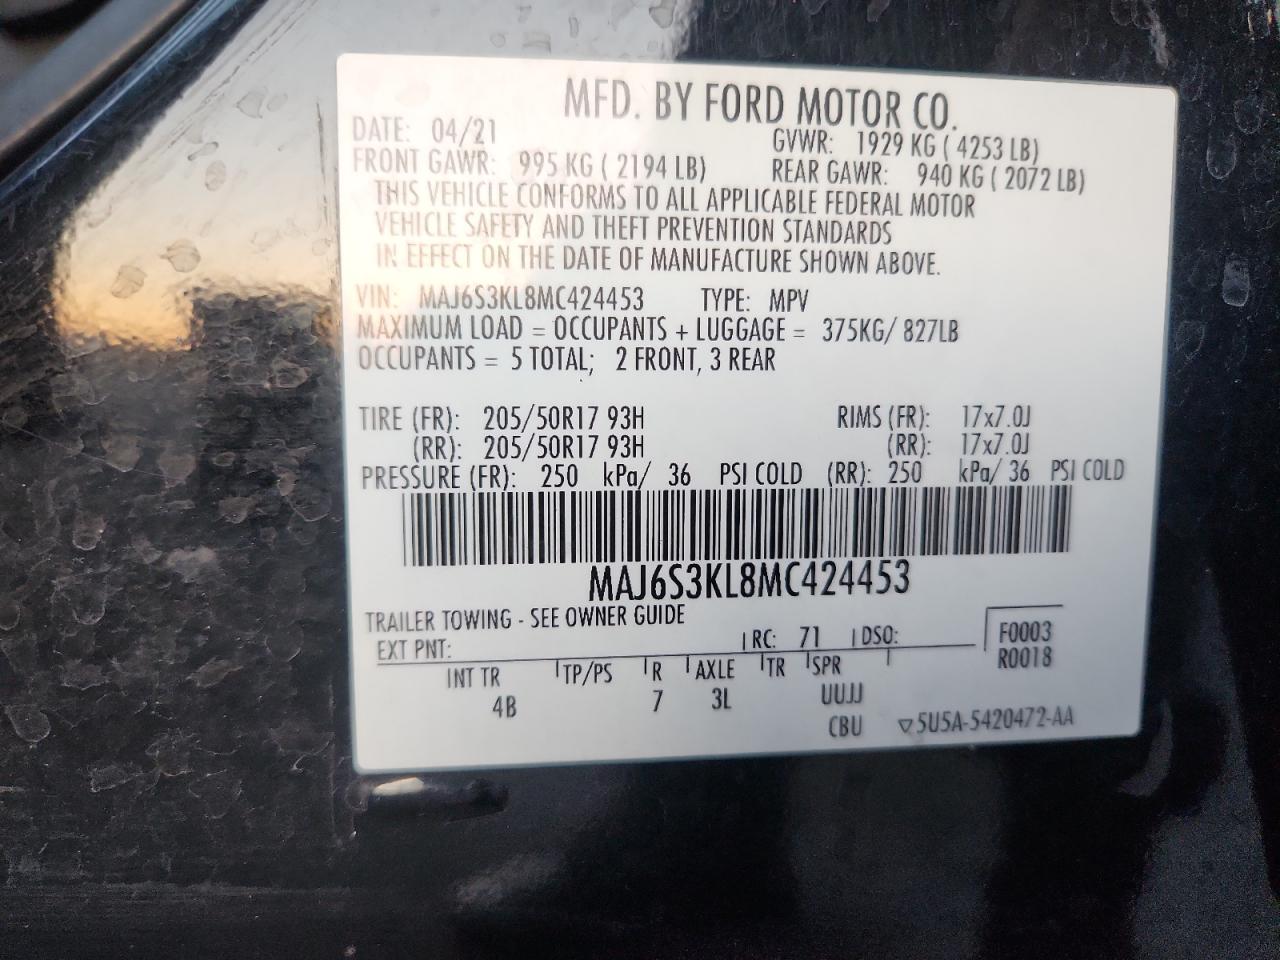 MFD. BY FORD MOTOR CO.
DATE: 04/21 GVWR: 1929 KG ( 4253 LB)
FRONT GAWR: 995 KG ( 2194 LB) REAR GAWR: 940 KG ( 2072 LB)
THIS VEHICLE CONFORMS TO ALL APPLICABLE FEDERAL MOTOR
VEHICLE SAFETY AND THEFT PREVENTION STANDARDS
IN EFFECT ON THE DATE OF MANUFACTURE SHOWN ABOVE.
VIN: MAJ6S3KL8MC424453 TYPE: MPV
MAXIMUM LOAD = OCCUPANTS + LUGGAGE = 375KG/ 827LB
OCCUPANTS = 5 TOTAL; 2 FRONT, 3 REAR
TIRE (FR): 205/50R17 93H RIMS (FR): 17x7.0J
(RR): 205/50R17 93H (RR): 17x7.0J
PRESSURE (FR): 250 kPa/ 36 PSI COLD (RR): 250 kPa/ 36 PSI COLD
MAJ6S3KL8MC424453
TRAILER TOWING - SEE OWNER GUIDE
EXT PNT: RC: 71 DSO: F0003
R0018
INT TR TP/PS R AXLE TR SPR
4B 7 3L UUJJ
CBU 5U5A-5420472-AA